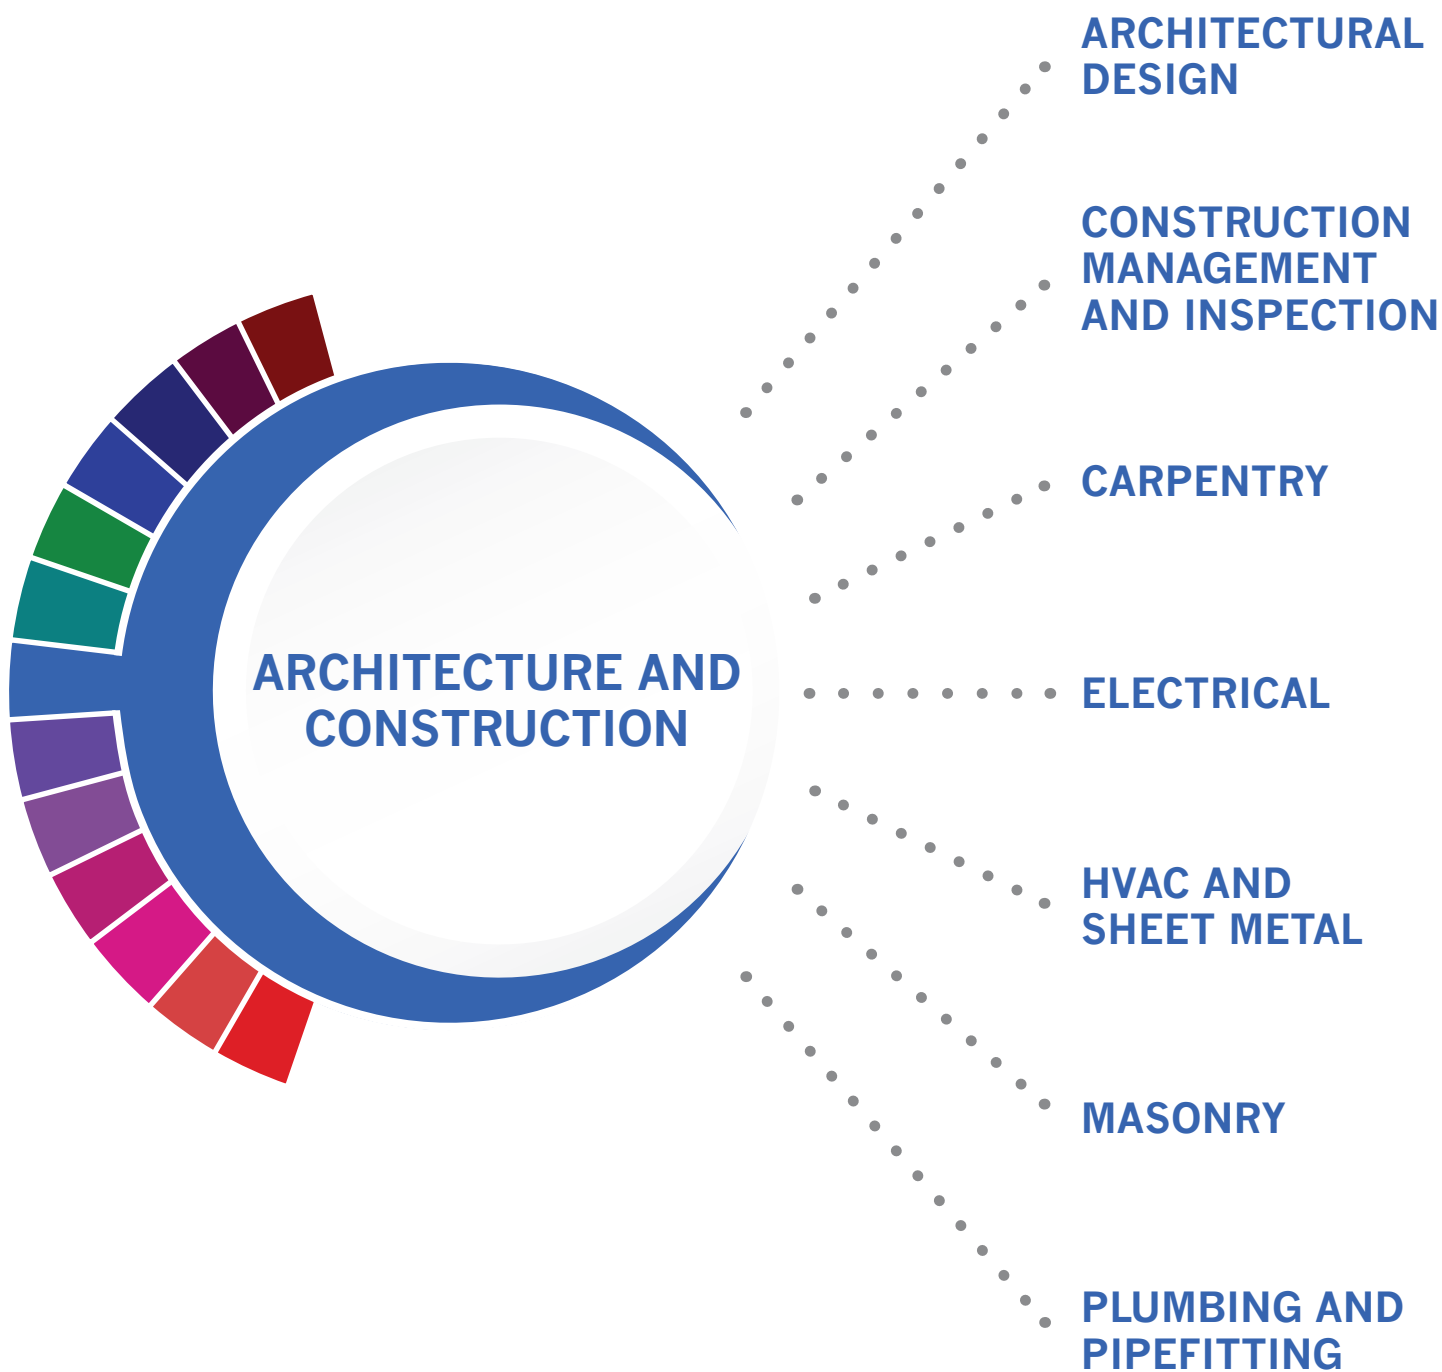 ARCHITECTURE AND
CONSTRUCTION
ARCHITECTURAL
DESIGN
CONSTRUCTION
MANAGEMENT
AND INSPECTION
CARPENTRY
ELECTRICAL
HVAC AND
SHEET METAL
MASONRY
PLUMBING AND
PIPEFITTING